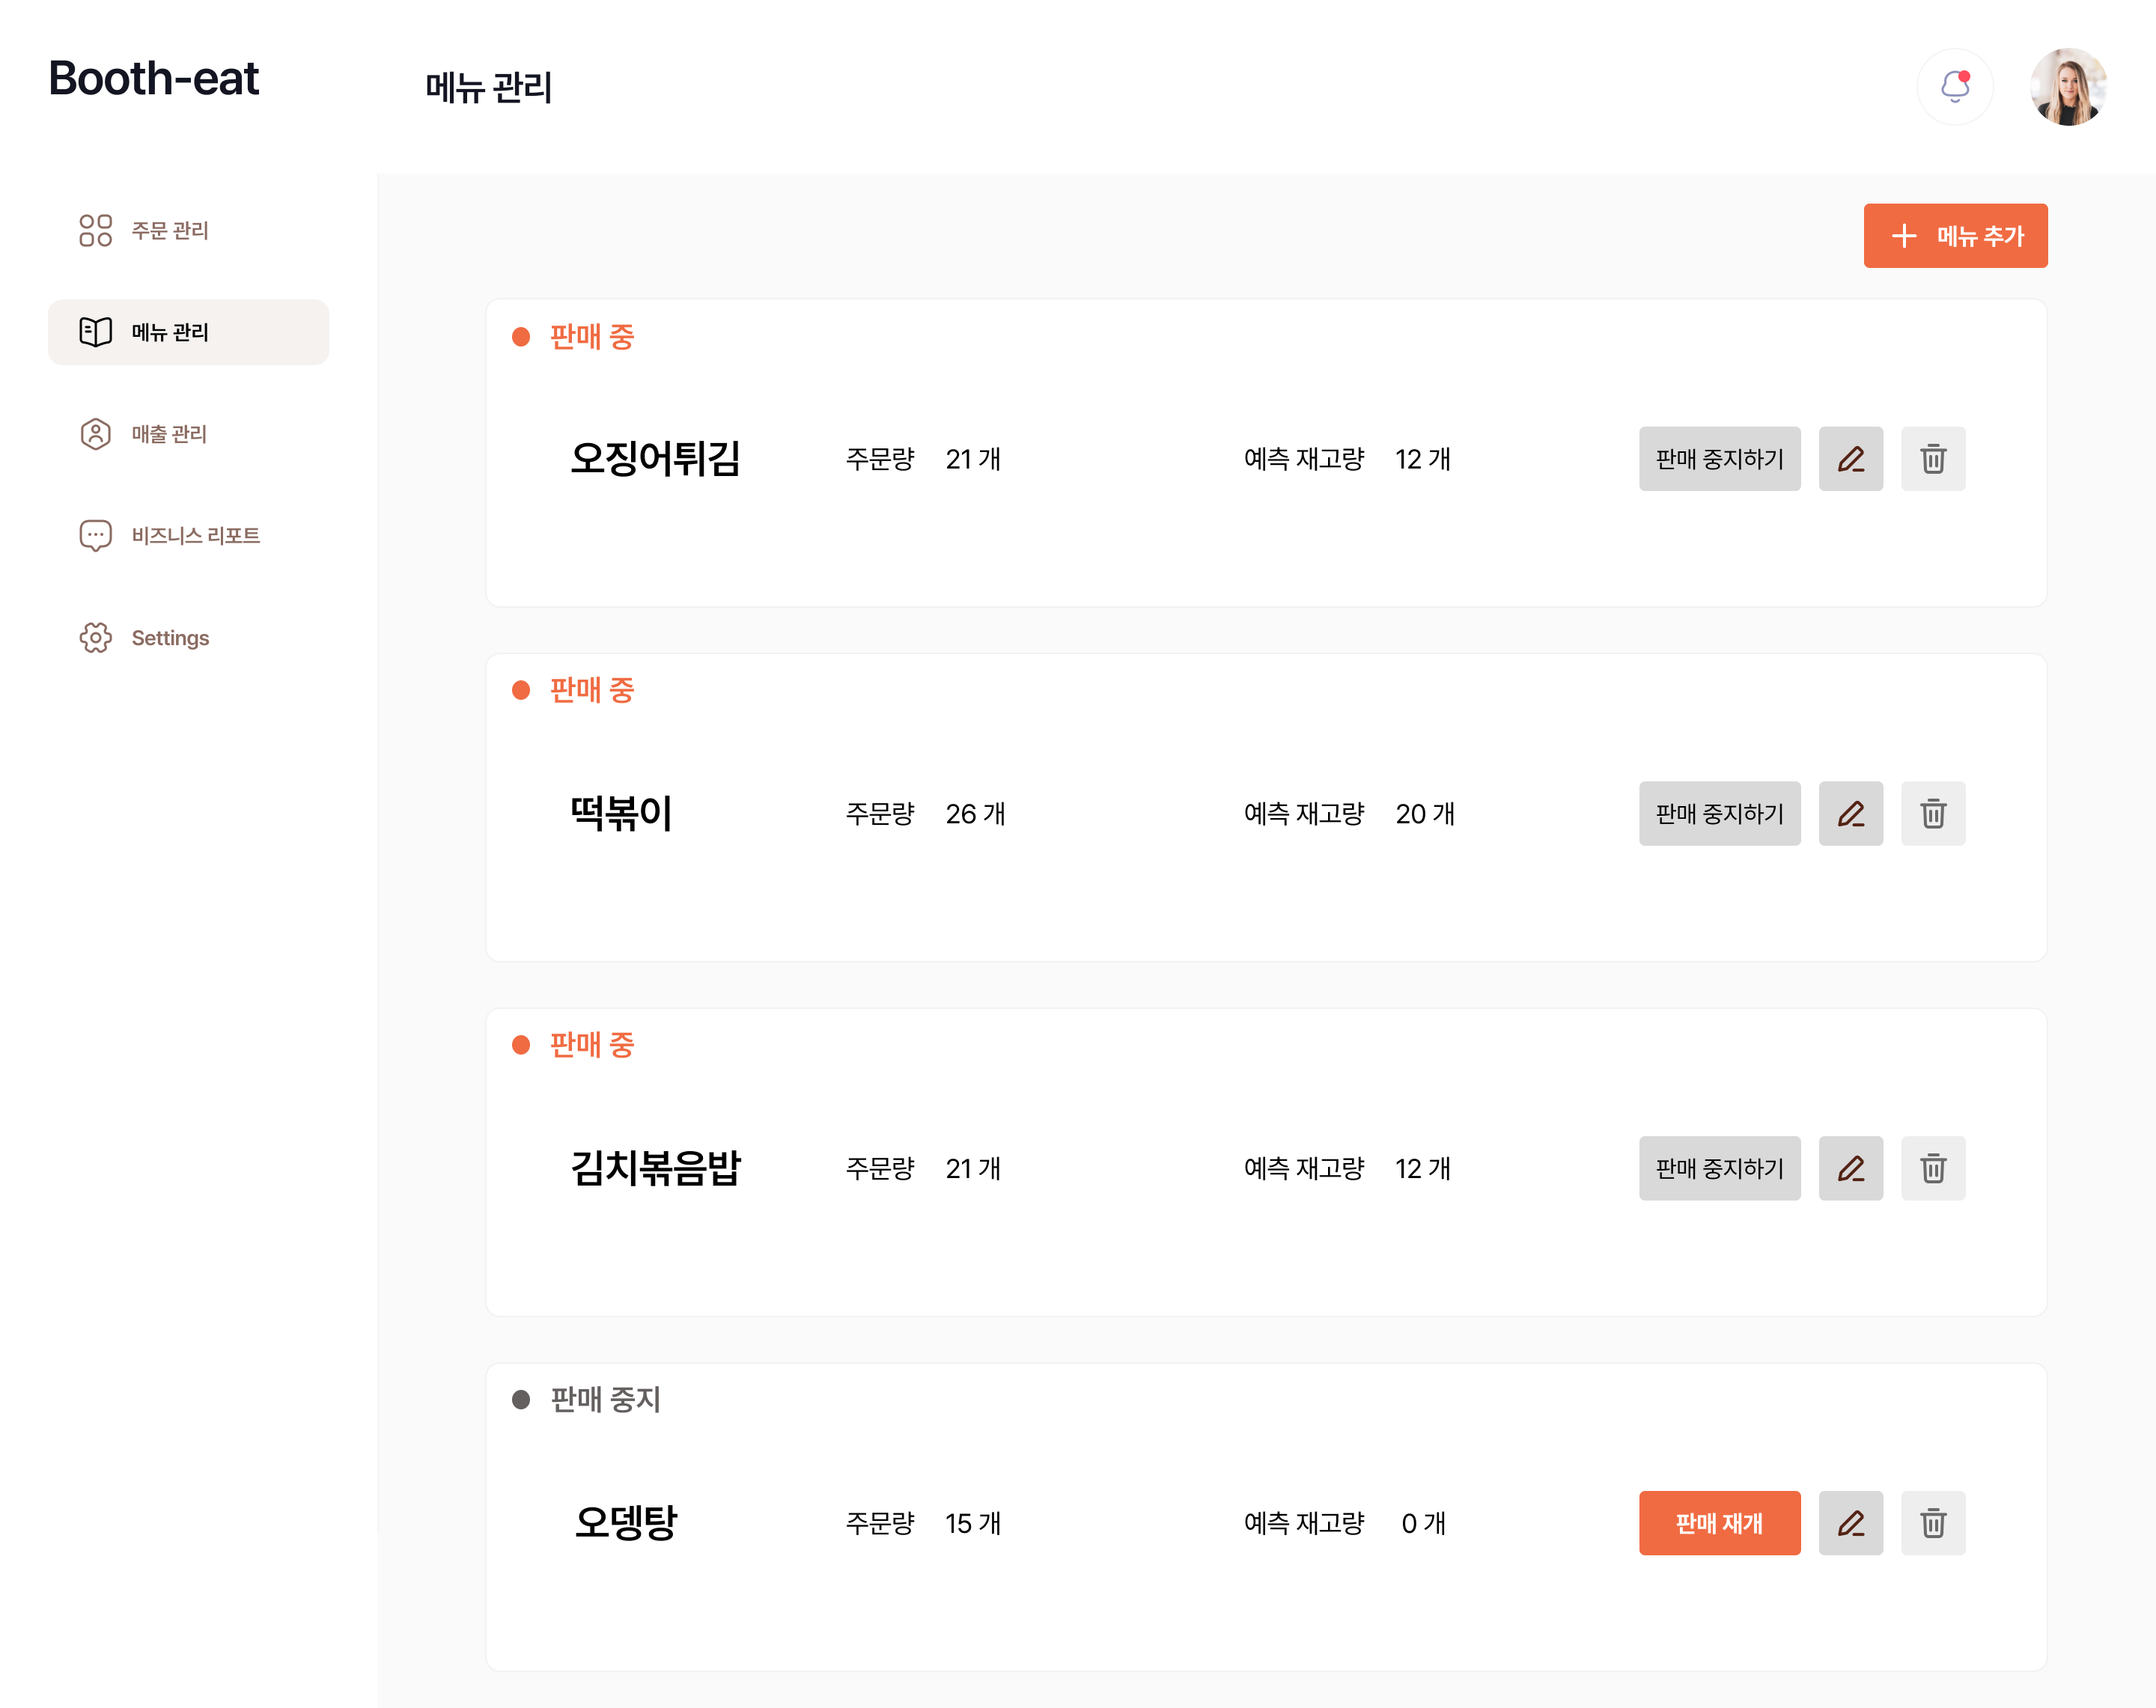 Booth-eat
메뉴 관리
주문 관리
메뉴 관리
매출 관리
비즈니스 리포트
Settings
메뉴 추가
판매 중
오징어튀김 주문량 21 개 예측 재고량 12 개 판매 중지하기
판매 중
떡볶이 주문량 26 개 예측 재고량 20 개 판매 중지하기
판매 중
김치볶음밥 주문량 21 개 예측 재고량 12 개 판매 중지하기
판매 중지
오뎅탕 주문량 15 개 예측 재고량 0 개 판매 재개